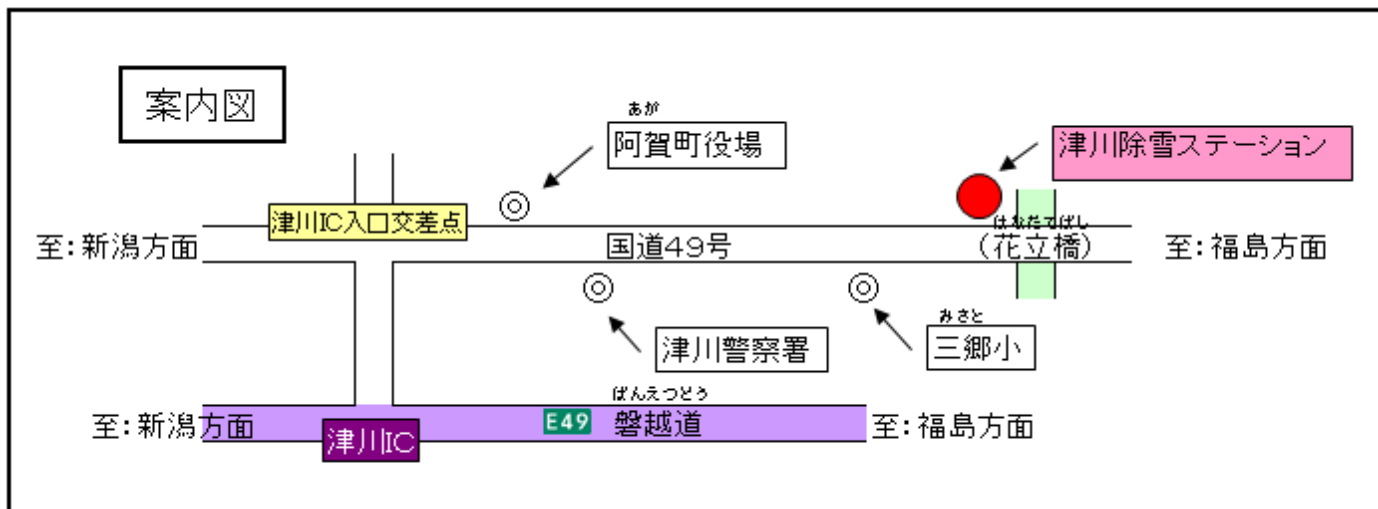 案内図
あが
阿賀町役場
津川除雪ステーション
津川IC入口交差点
はなたてばし
至：新潟方面
国道49号
（花立橋）
至：福島方面
みさと
津川警察署
三郷小
ばんえつどう
至：新潟方面
E49
磐越道
至：福島方面
津川IC